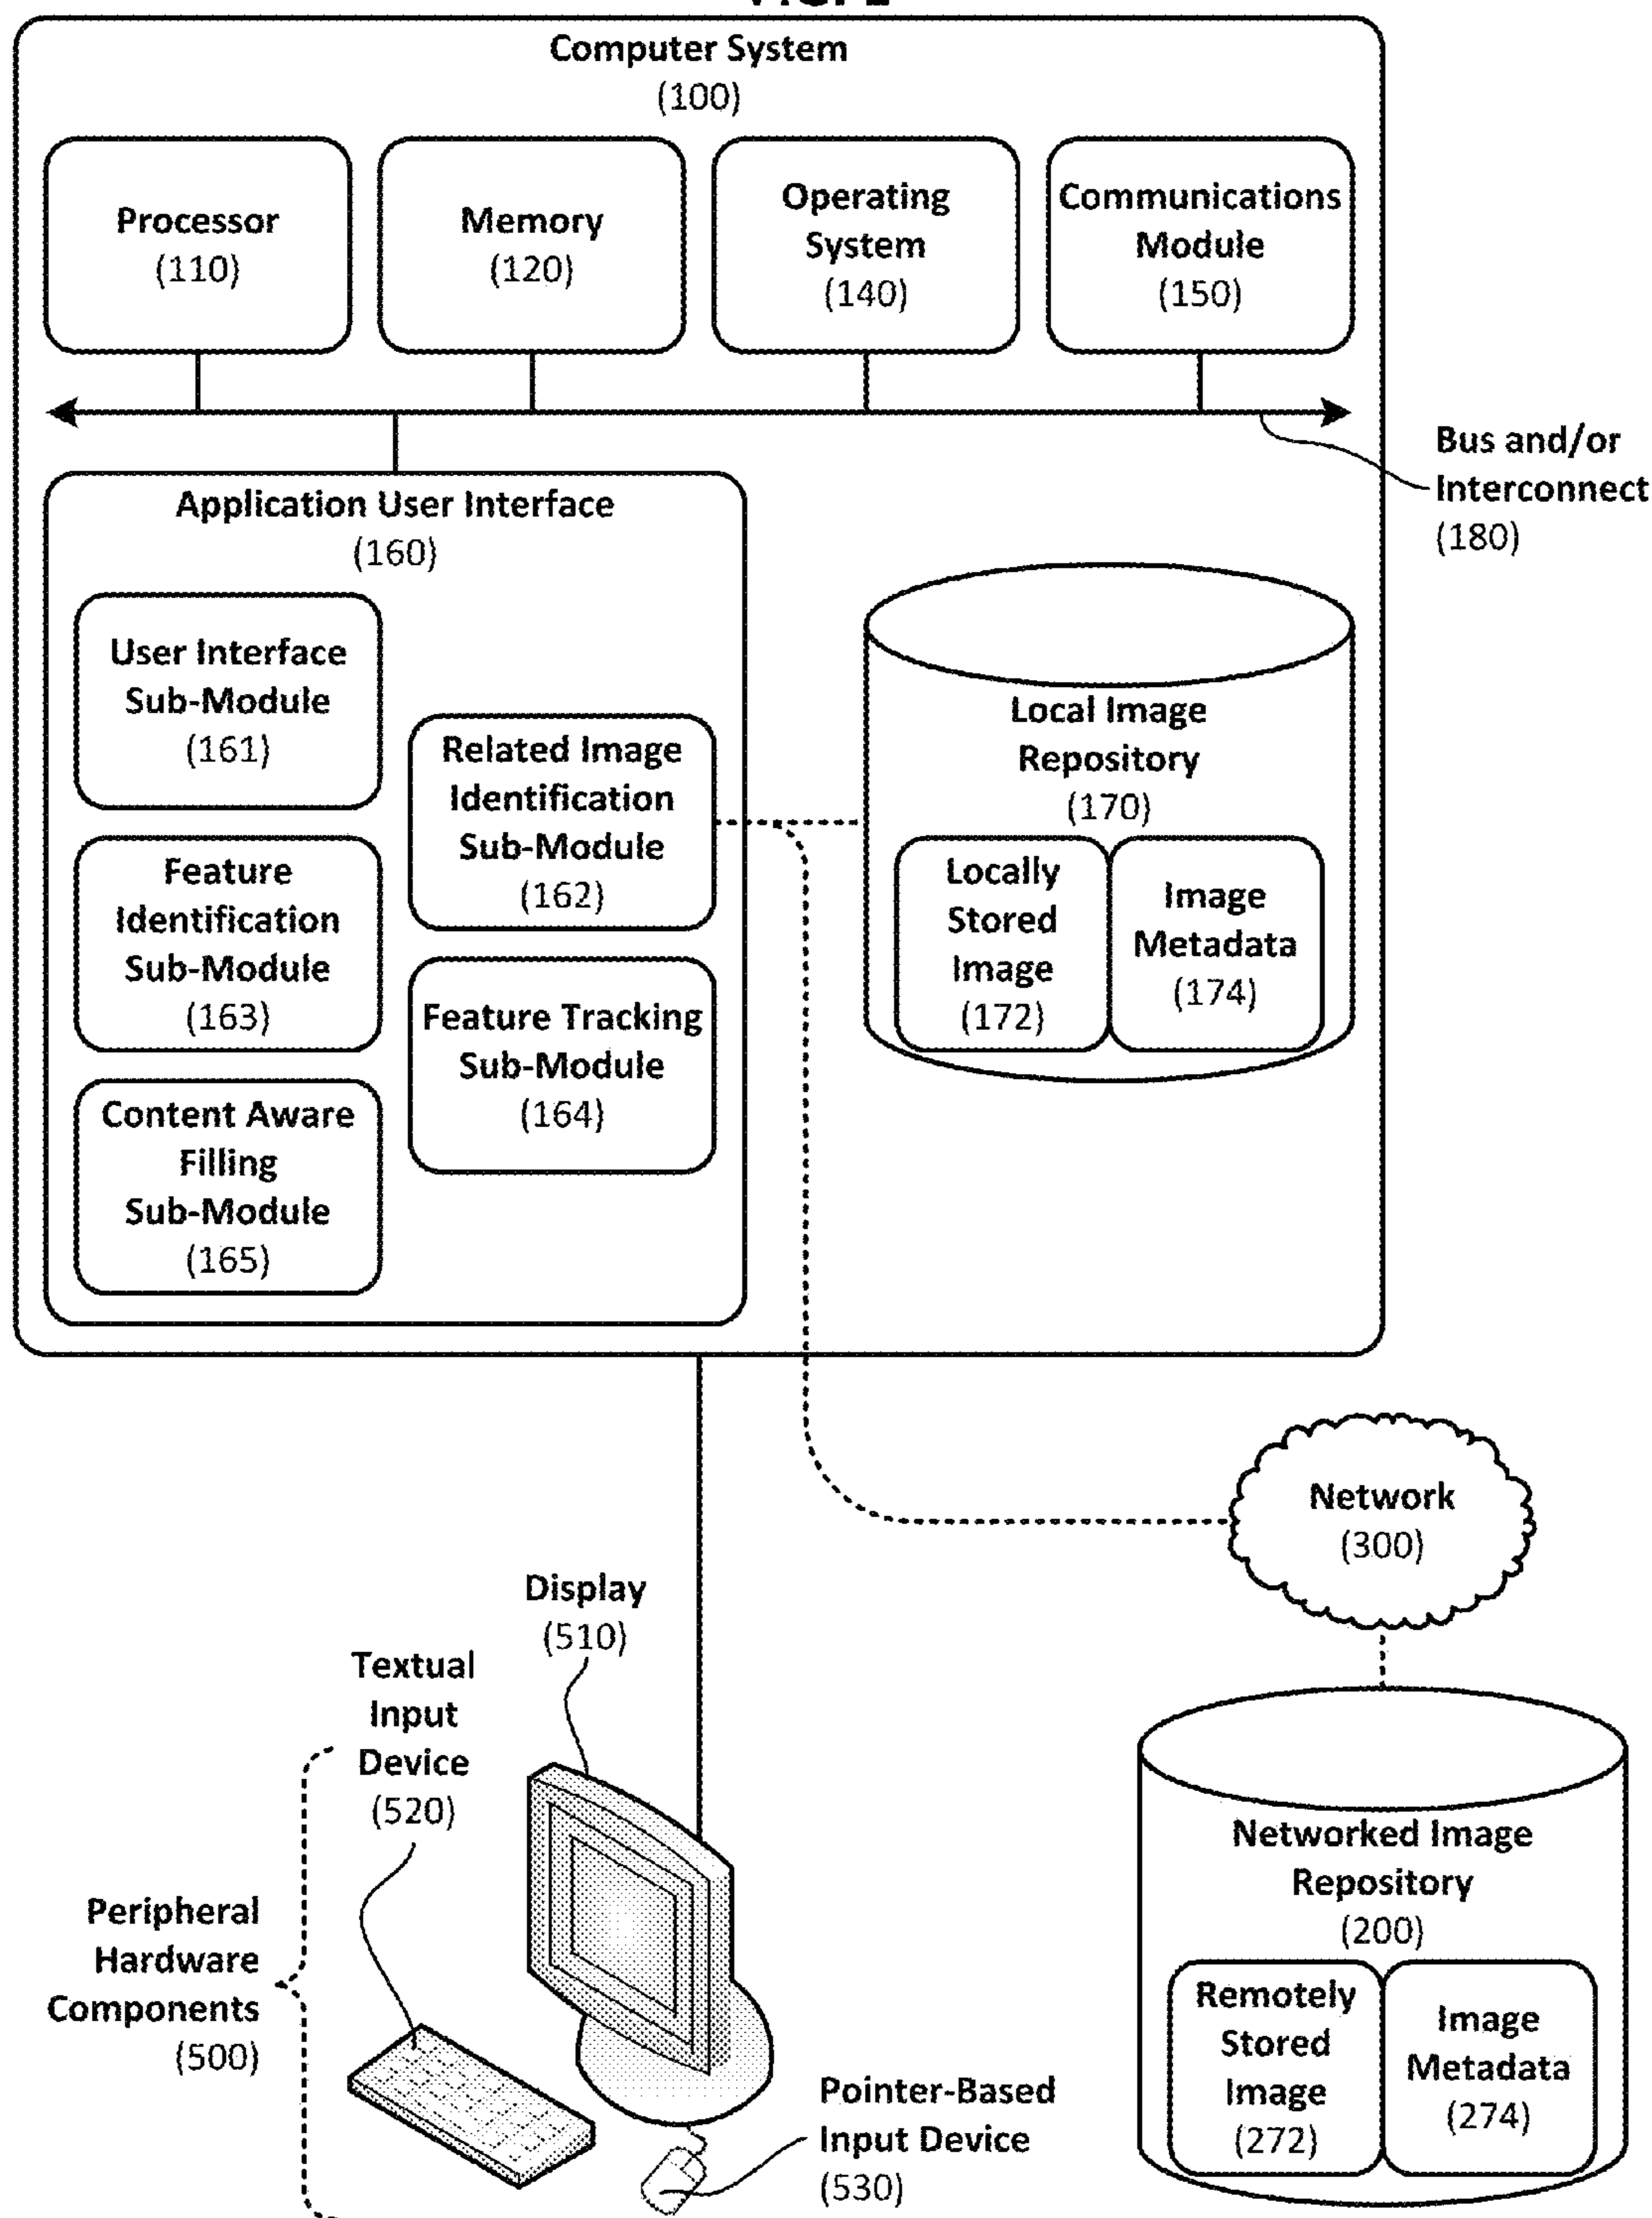 Computer System
(100)
Processor
(110)
Memory
(120)
Operating
System
(140)
Communications
Module
(150)
Bus and/or
Interconnect
(180)
Application User Interface
(160)
User Interface
Sub-Module
(161)
Related Image
Identification
Sub-Module
(162)
Feature
Identification
Sub-Module
(163)
Feature Tracking
Sub-Module
(164)
Content Aware
Filling
Sub-Module
(165)
Local Image
Repository
(170)
Locally
Stored
Image
(172)
Image
Metadata
(174)
Network
(300)
Display
(510)
Textual
Input
Device
(520)
Peripheral
Hardware
Components
(500)
Pointer-Based
Input Device
(530)
Networked Image
Repository
(200)
Remotely
Stored
Image
(272)
Image
Metadata
(274)